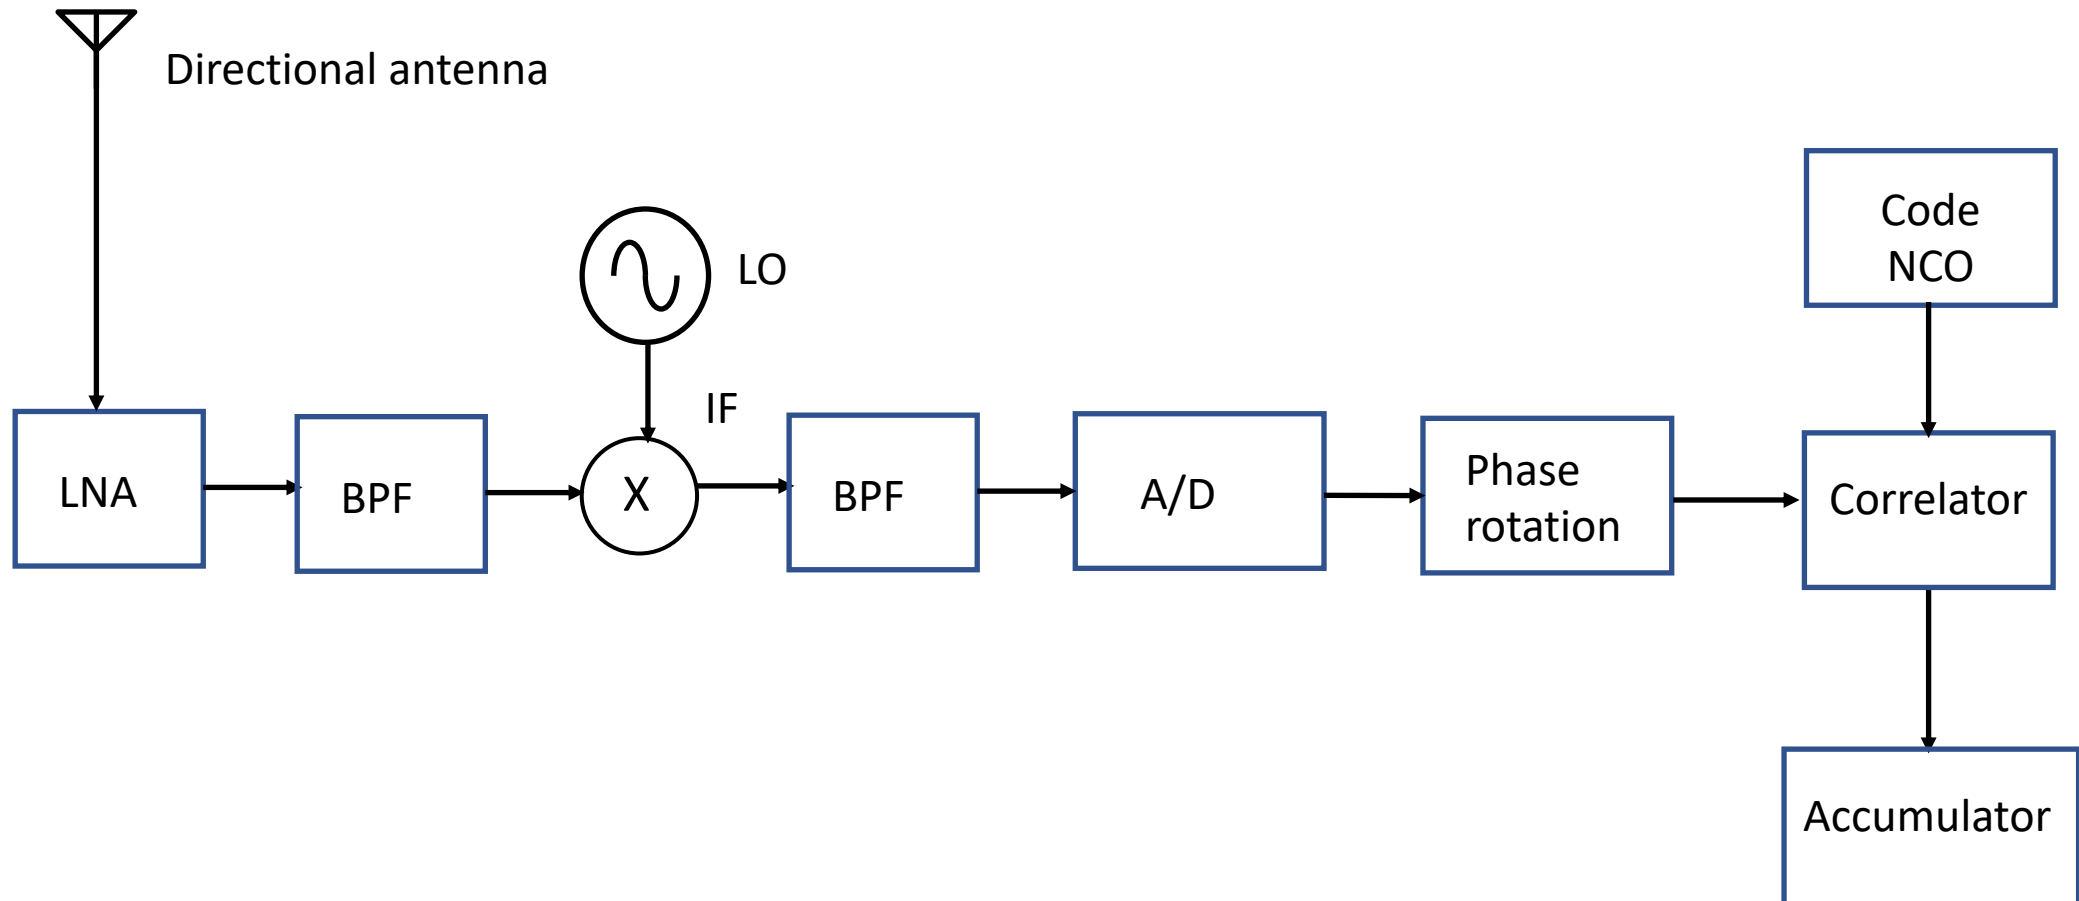 Directional antenna
LO
Code
NCO
IF
LNA
BPF
X
BPF
A/D
Phase
rotation
Correlator
Accumulator